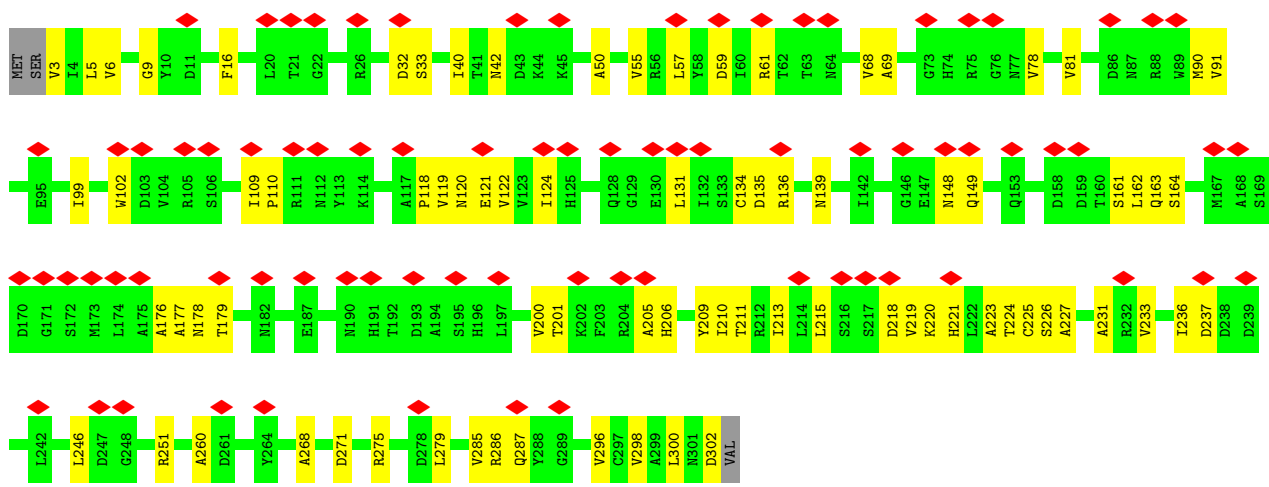 MET SER V3 I4 L5 V6 G9 Y10 D11 F16 L20 T21 G22 R26 D32 S33 I40 T41 N42 D43 K44 K45 A50 V55 R56 L57 Y58 D59 I60 R61 T62 T63 N64 V68 A69 G73 H74 R75 G76 N77 V78 V81 D86 N87 R88 W89 M90 V91
E95 I99 W102 D103 V104 R105 S106 I109 P110 R111 N112 Y113 K114 A117 P118 V119 N120 E121 V122 V123 I124 H125 Q128 G129 E130 L131 I132 S133 C134 D135 R136 N139 I142 G146 E147 N148 Q149 Q153 D158 D159 T160 S161 L162 Q163 S164 M167 A168 S169
D170 G171 S172 M173 L174 A175 A176 A177 N178 T179 N182 E187 N190 H191 T192 D193 A194 S195 H196 L197 V200 T201 K202 F203 R204 A205 H206 Y209 I210 T211 R212 I213 L214 L215 S216 S217 D218 V219 K220 H221 L222 A223 T224 C225 S226 A227 A231 R232 V233 I236 D237 D238 D239
L242 L246 D247 G248 R251 A260 D261 Y264 A268 D271 R275 D278 L279 V285 R286 Q287 Y288 G289 V296 C297 V298 A299 L300 N301 D302 VAL